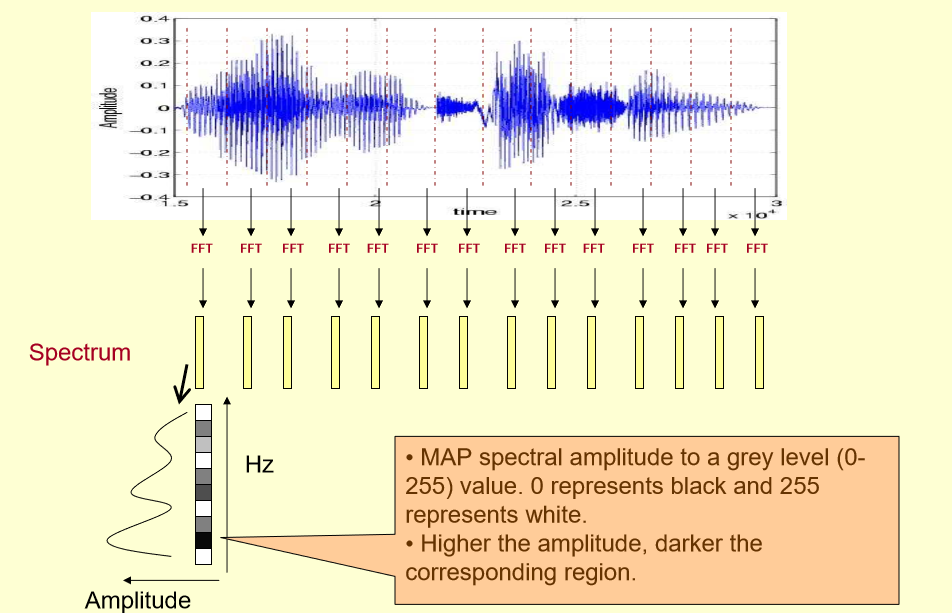 0.4
0.3
0.2
0.1
0
-0.1
-0.2
-0.3
-0.4
Amplitude
1.5 2 2.5 3
time
x 10⁴
FFT FFT FFT FFT FFT FFT FFT FFT FFT FFT FFT FFT FFT FFT
Spectrum
Hz
• MAP spectral amplitude to a grey level (0-
255) value. 0 represents black and 255
represents white.
• Higher the amplitude, darker the
corresponding region.
Amplitude